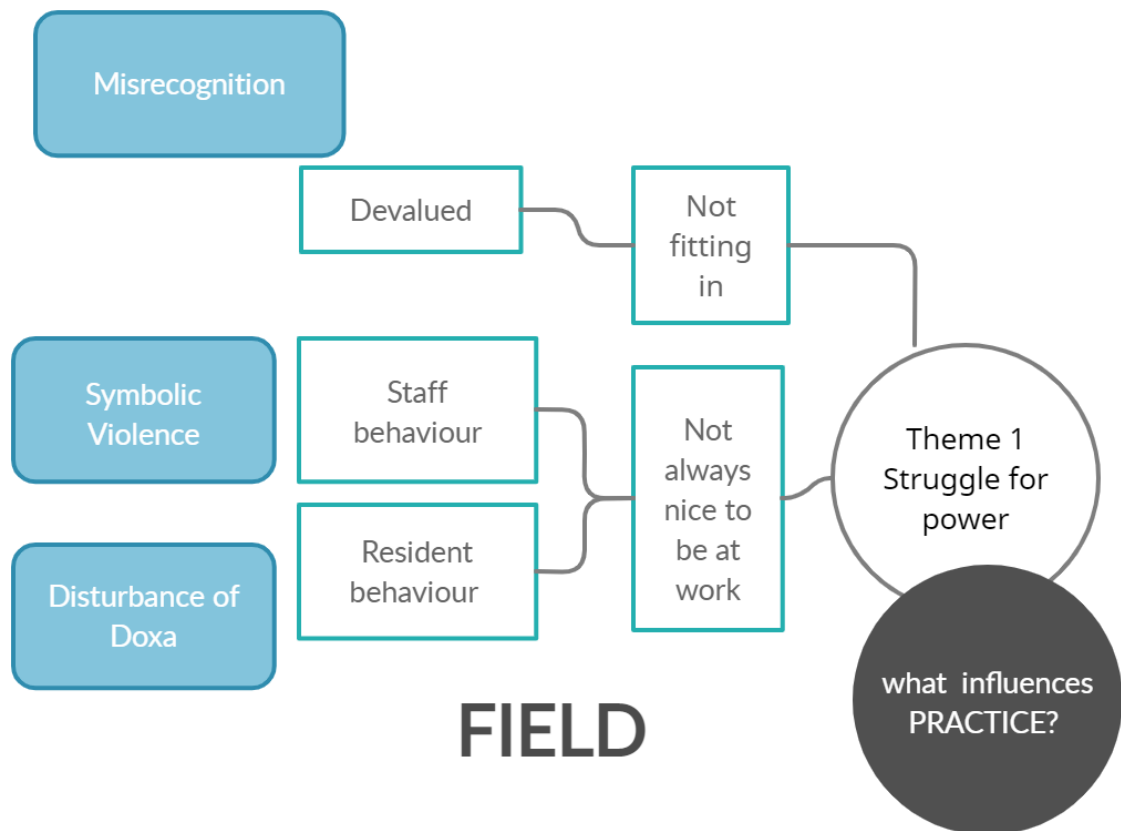 Misrecognition
Devalued
Not
fitting
in
Symbolic
Violence
Staff
behaviour
Not
always
nice to
be at
work
Theme 1
Struggle for
power
Resident
behaviour
Disturbance of
Doxa
what influences
PRACTICE?
FIELD